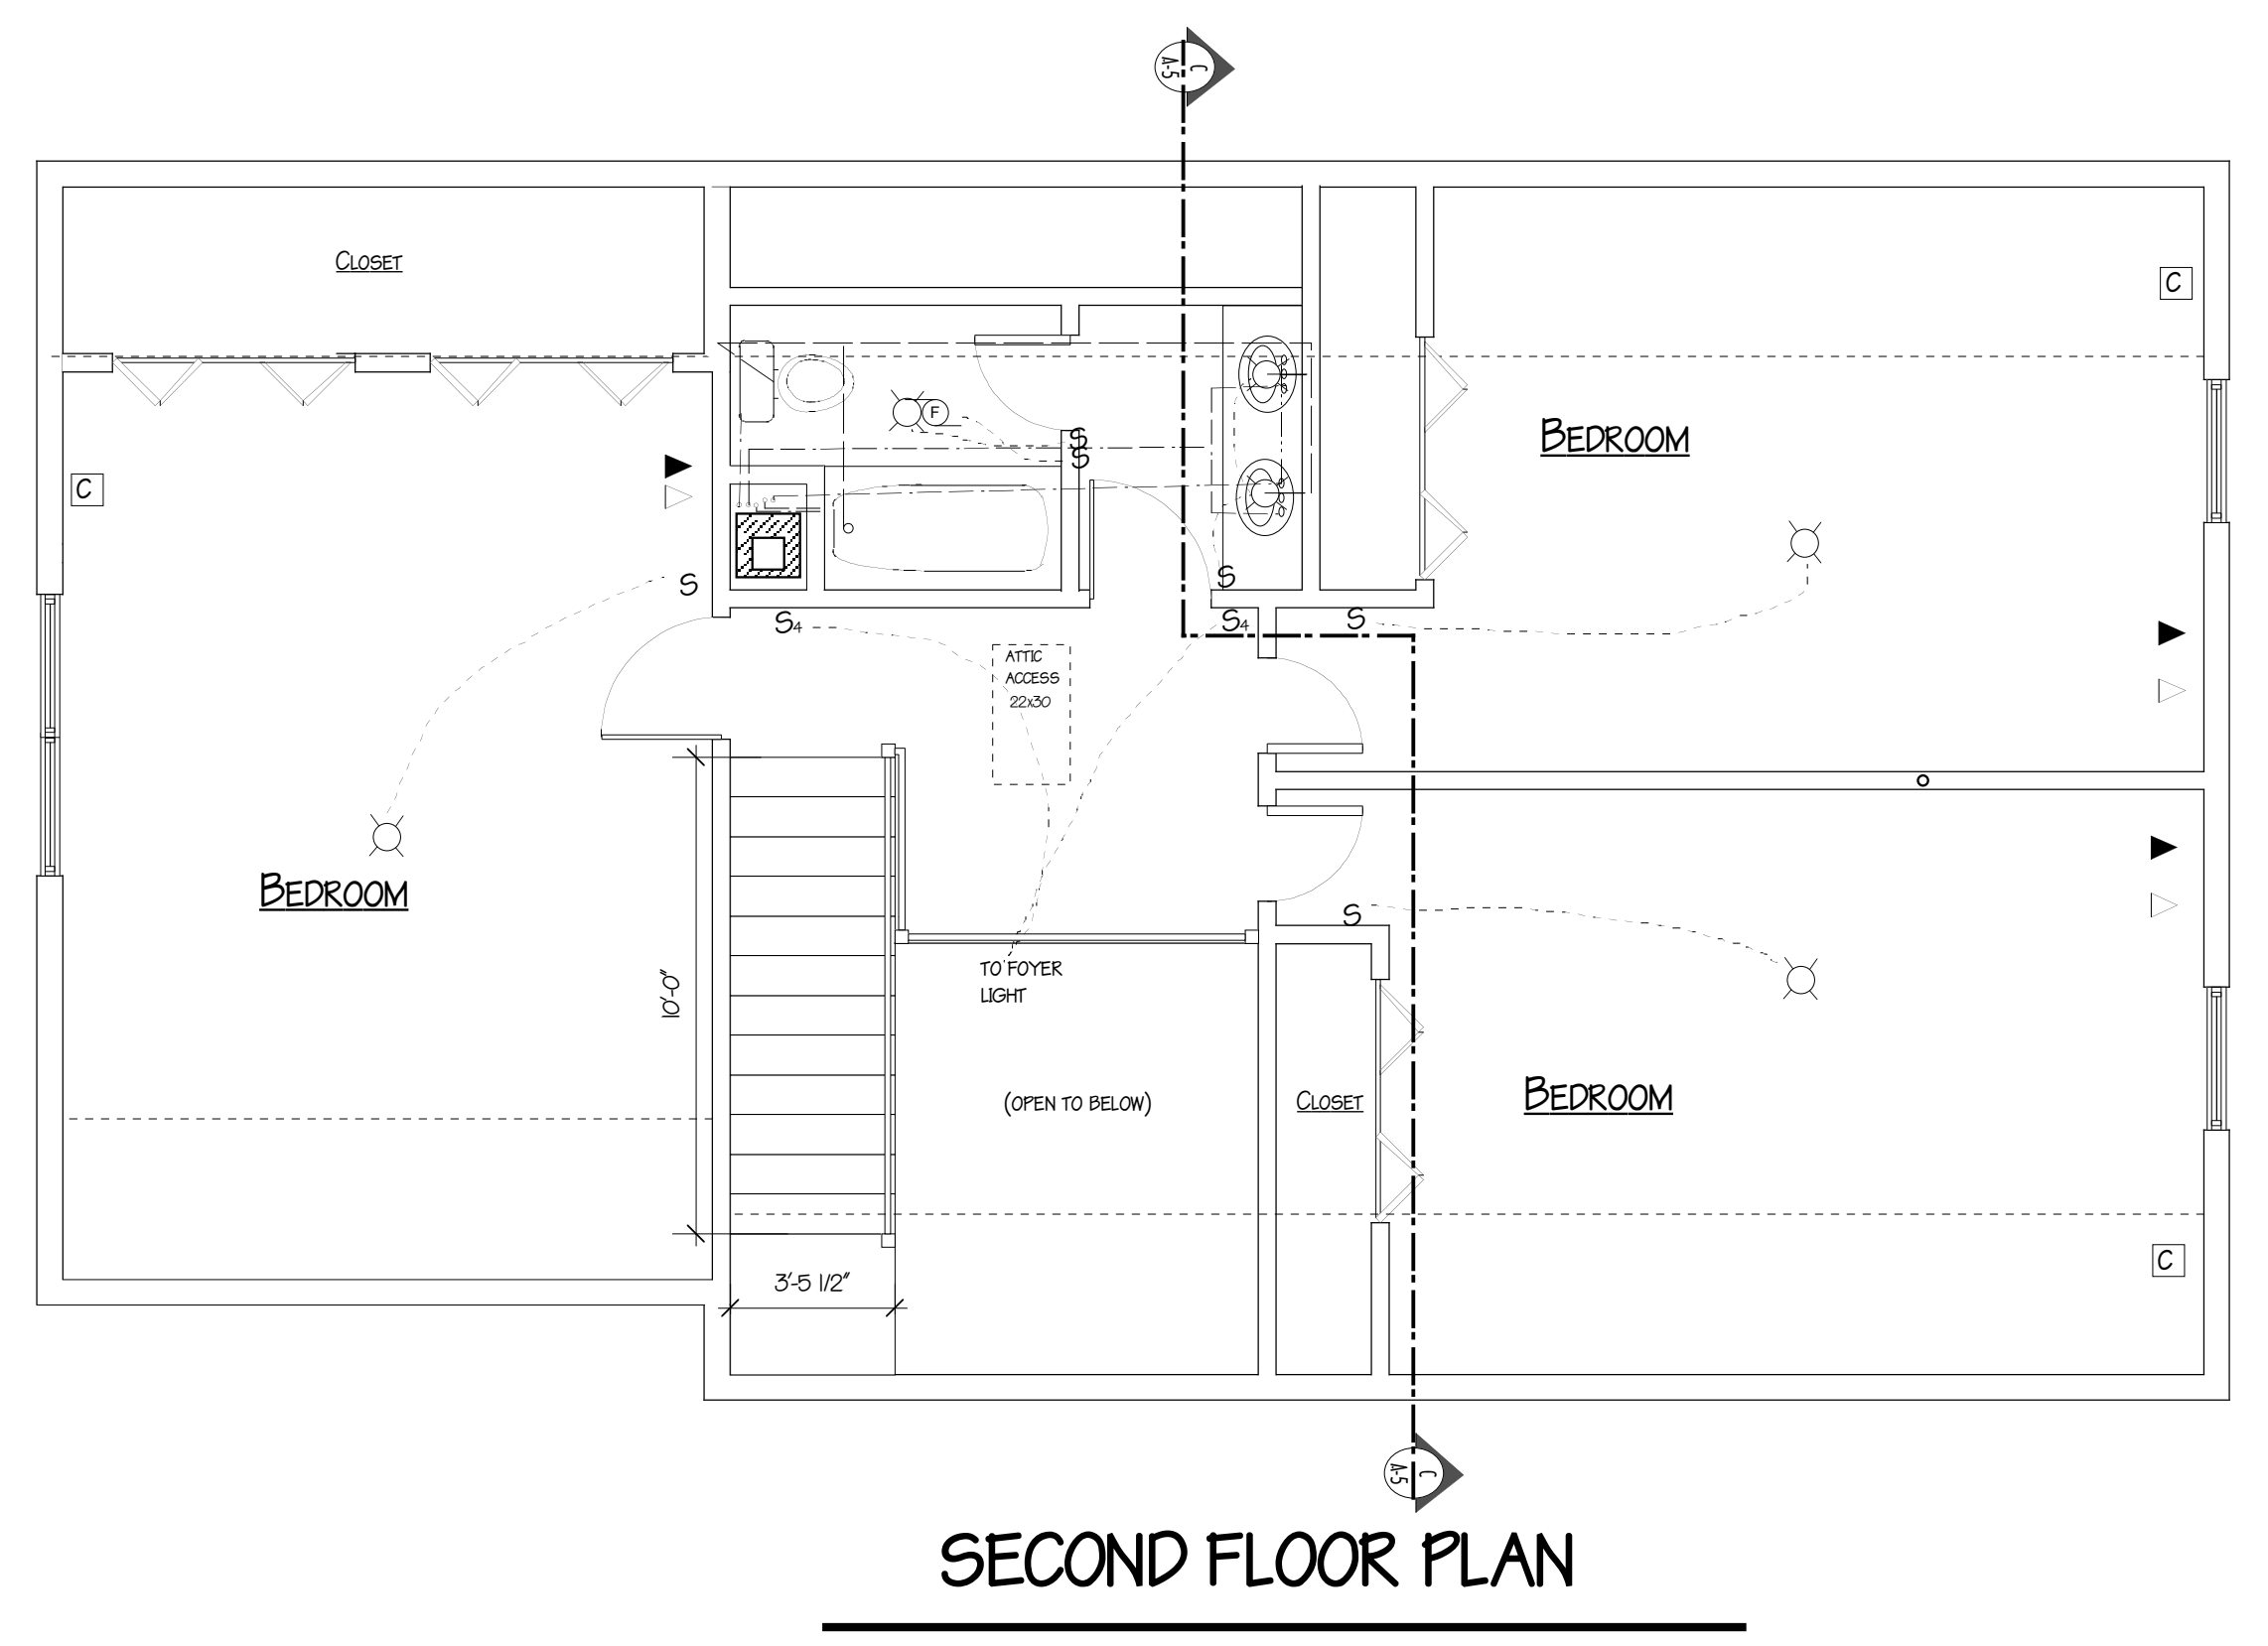 C
A-5
CLOSET
C
BEDROOM
C
F
S
S
S
S
S4
S4
S
ATTIC
ACCESS
22x30
BEDROOM
S
10'-0"
TO FOYER
LIGHT
(OPEN TO BELOW)
CLOSET
BEDROOM
C
3'-5 1/2"
C
A-5
SECOND FLOOR PLAN